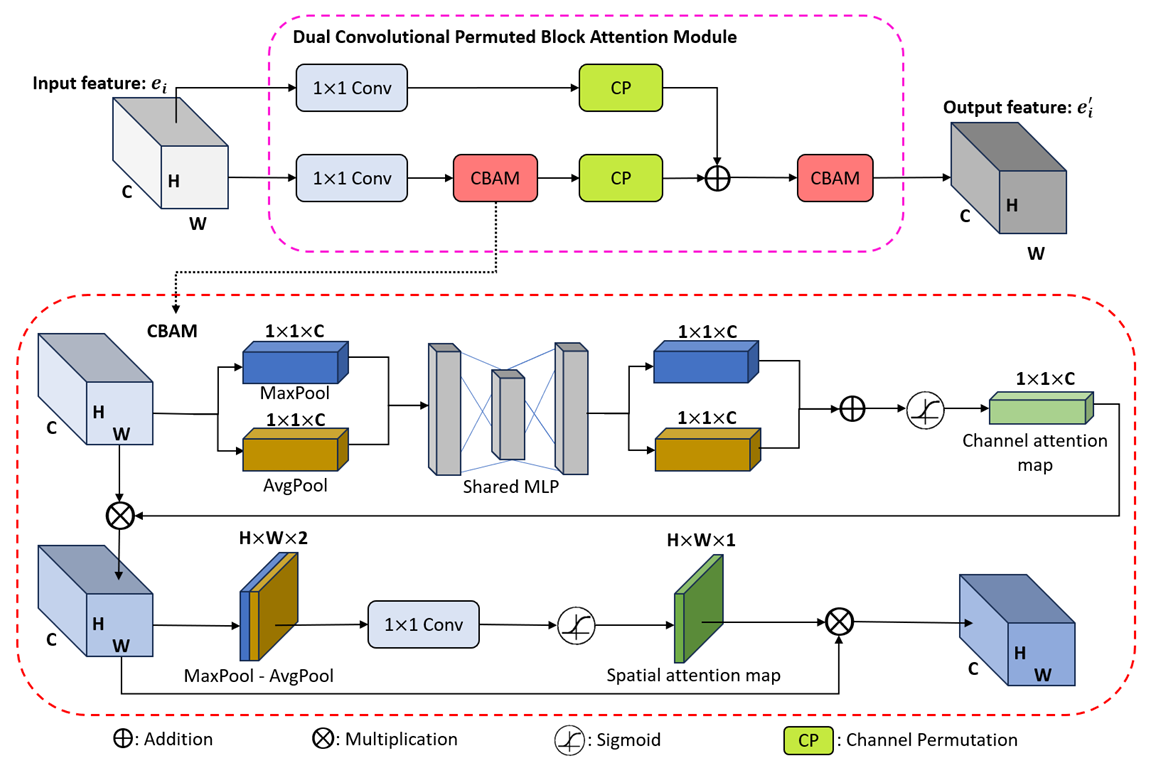 Dual Convolutional Permuted Block Attention Module
Input feature: e_i
1×1 Conv
CP
Output feature: e'_i
C
H
W
1×1 Conv
CBAM
CP
CBAM
C
H
W
CBAM
1×1×C
MaxPool
1×1×C
AvgPool
H
C
W
Shared MLP
1×1×C
1×1×C
1×1×C
Channel attention
map
H×W×2
H×W×1
H
C
W
1×1 Conv
MaxPool - AvgPool
Spatial attention map
H
C
W
: Addition
: Multiplication
: Sigmoid
CP : Channel Permutation